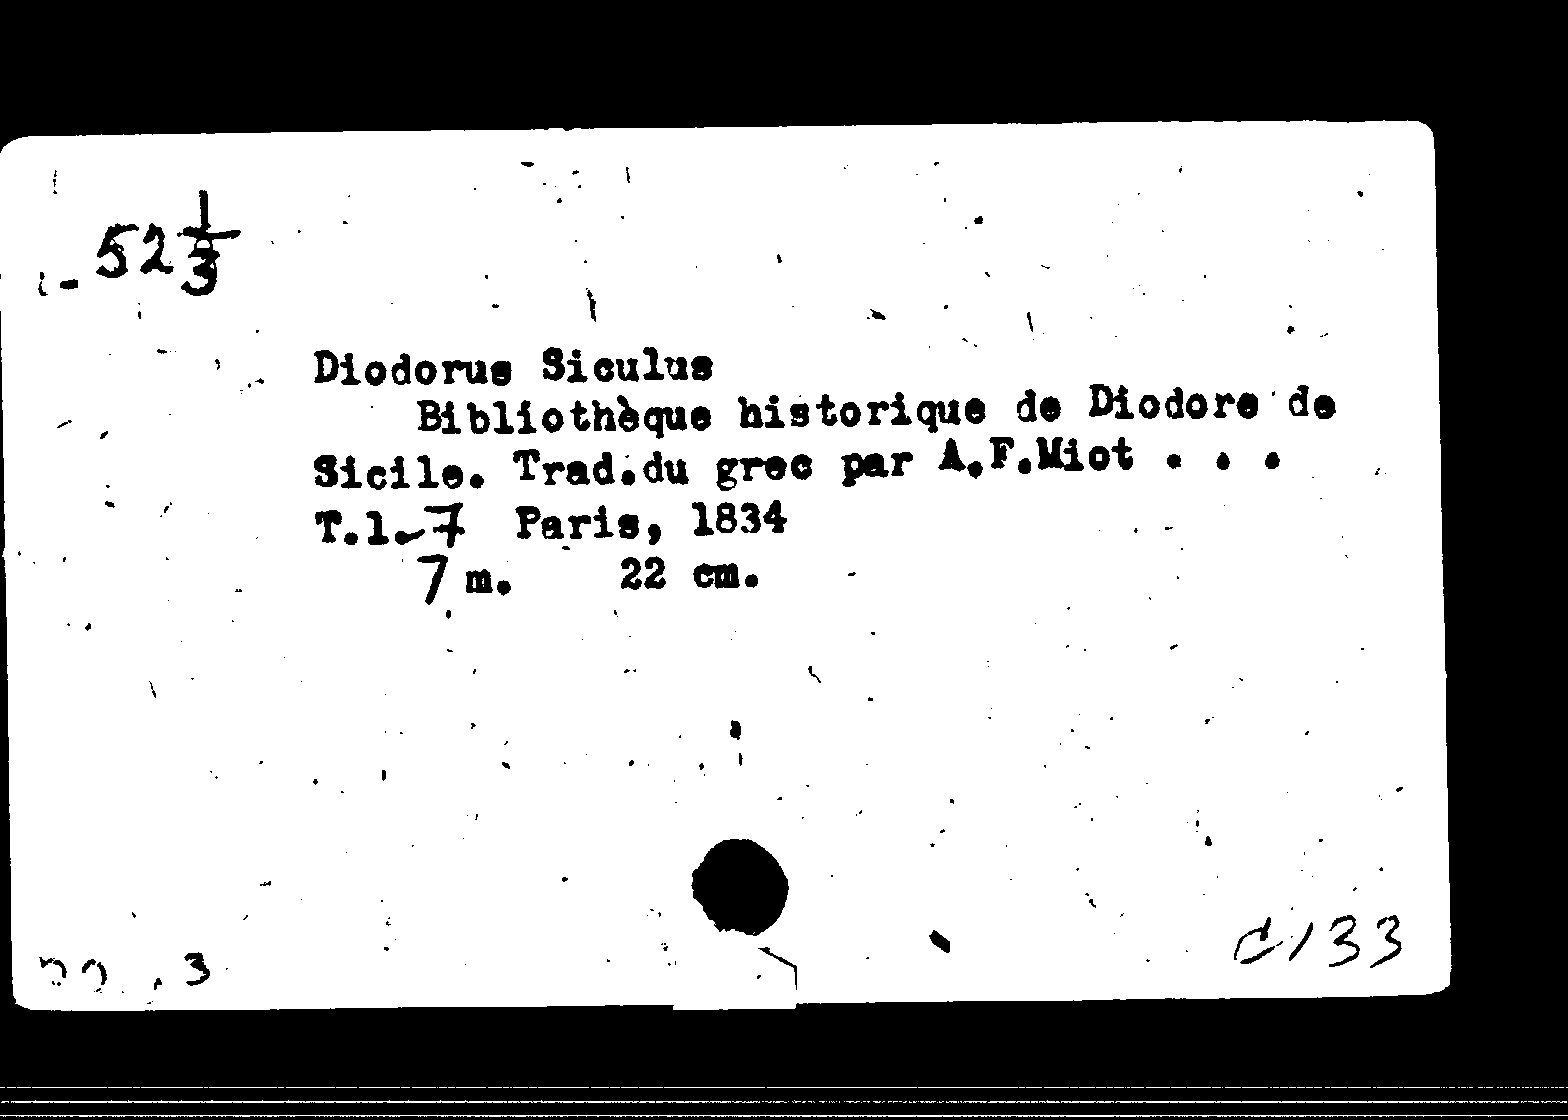 52 1/3
Diodorus Siculus
Bibliothèque historique de Diodore de
Sicile. Trad.du grec par A.F.Miot . . .
T.1.-7 Paris, 1834
7 m. 22 cm.
3